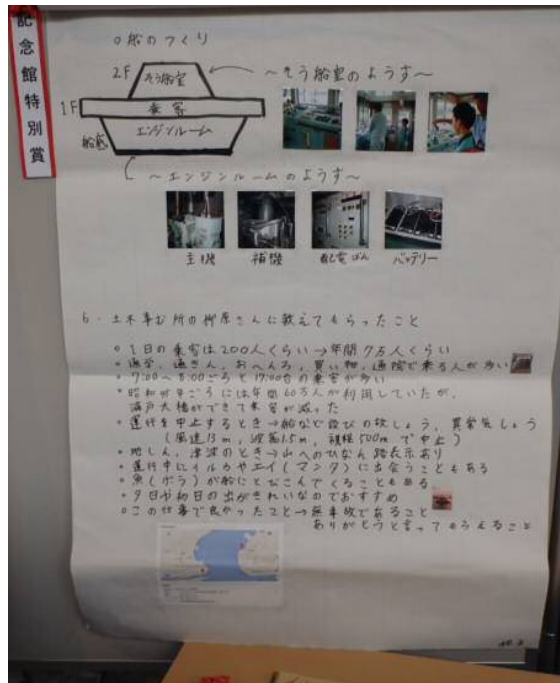 記念館特別賞
○船のつくり
2F そう船室 ～そう船室のようす～
1F 乗客
エンジンルーム
船底
～エンジンルームのようす～
主機 補機 配電ばん バッテリー
6. 土木事む所の柳原さんに教えてもらったこと
○1日の乗客は200人くらい→年間7万人くらい
○通学、通きん、おへんろ、買い物、通院で乗る人が多い
○7:00～8:00ごろと17:00台の乗客が多い
○昭和 年ごろには年間60万人が利用していたが、
瀬戸大橋ができて乗客が減った
○運行を中止するとき→船など設びの故しょう、異常気しょう
(風速13m、波高1.5m、視程500mで中止)
○地しん、津波のとき→山へのひなん路表示あり
○運行中にイルカやエイ(マンタ)に出会うこともある
○魚(ボラ)が船にとびこんでくることもある
○夕日や初日の出がきれいなのでおすすめ
○この仕事で良かったこと→無事故であること
ありがとうと言ってもらえること